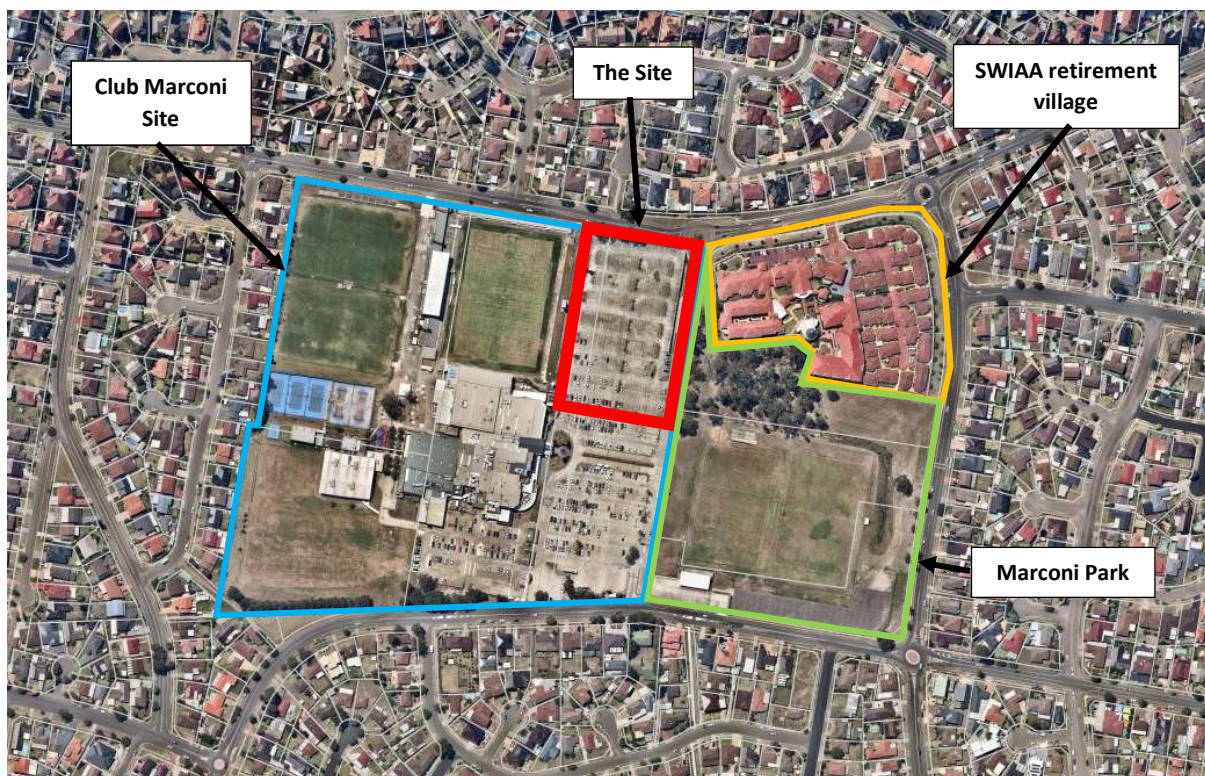 Club Marconi
Site
The Site
SWIAA retirement
village
Marconi Park